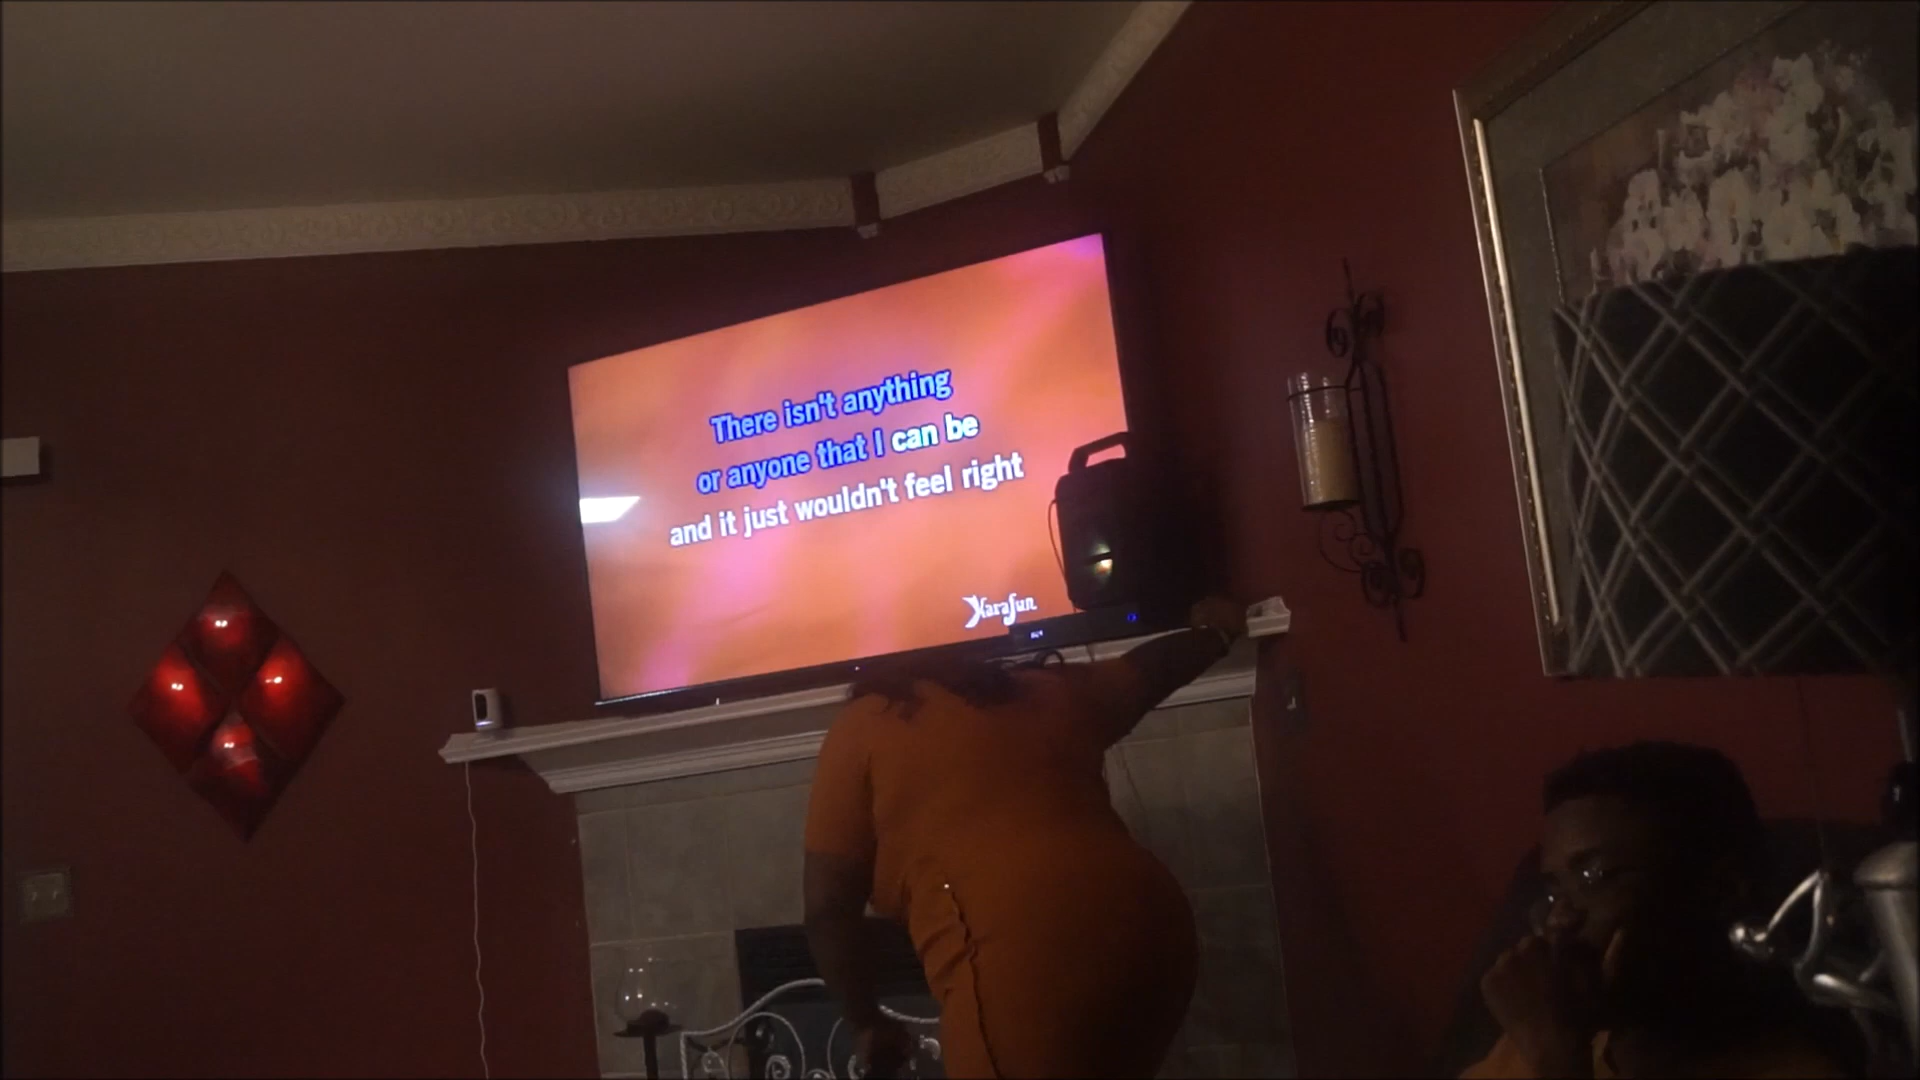 There isn't anything
or anyone that I can be
and it just wouldn't feel right
KaraFun